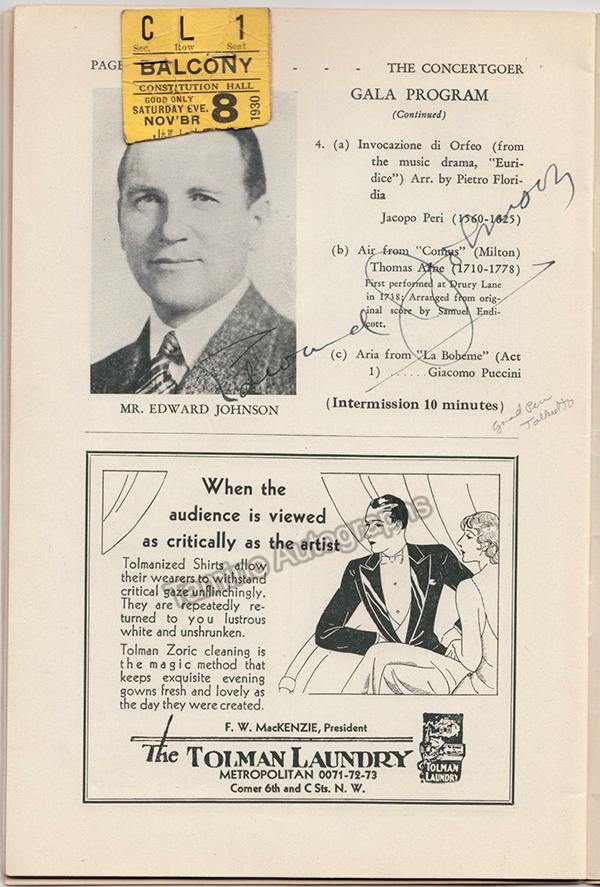 C L 1
Sec. Row Seat
BALCONY
CONSTITUTION HALL
GOOD ONLY
SATURDAY EVE.
NOV'BR 8 1930
PAGE - - - THE CONCERTGOER
GALA PROGRAM
(Continued)
4. (a) Invocazione di Orfeo (from
the music drama, "Euri-
dice") Arr. by Pietro Flori-
dia
Jacopo Peri (1560-1625)
(b) Air from "Comus" (Milton)
Thomas Arne (1710-1778)
First performed at Drury Lane
in 1738; Arranged from orig-
inal score by Samuel Endi-
cott.
(c) Aria from "La Boheme" (Act
1) ...... Giacomo Puccini
(Intermission 10 minutes)
Edward Johnson
MR. EDWARD JOHNSON
When the
audience is viewed
as critically as the artist
Tolmanized Shirts allow
their wearers to withstand
critical gaze unflinchingly.
They are repeatedly re-
turned to you lustrous
white and unshrunken.
Tolman Zoric cleaning is
the magic method that
keeps exquisite evening
gowns fresh and lovely as
the day they were created.
Tamino Autographs
F. W. MacKENZIE, President
The TOLMAN LAUNDRY
METROPOLITAN 0071-72-73
Corner 6th and C Sts. N. W.
TOLMAN
LAUNDRY